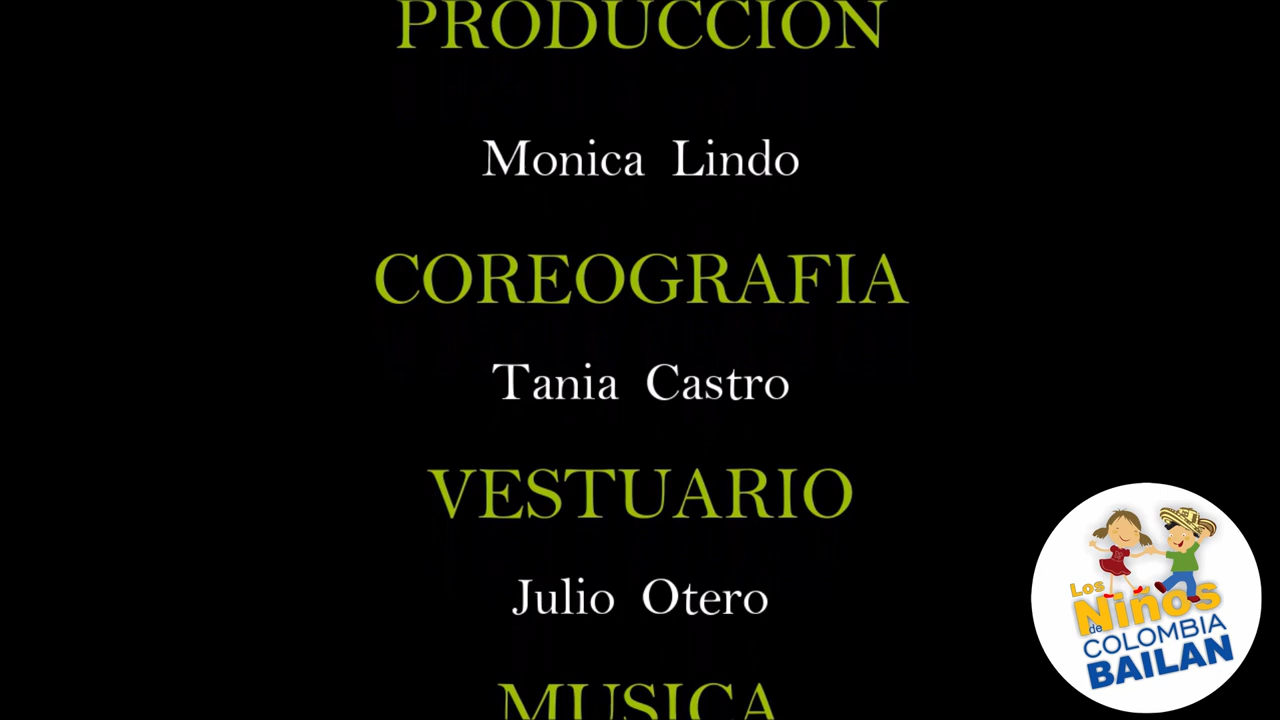 PRODUCCION
Monica Lindo
COREOGRAFIA
Tania Castro
VESTUARIO
Julio Otero
MUSICA
Los
Niños
de
COLOMBIA
BAILAN